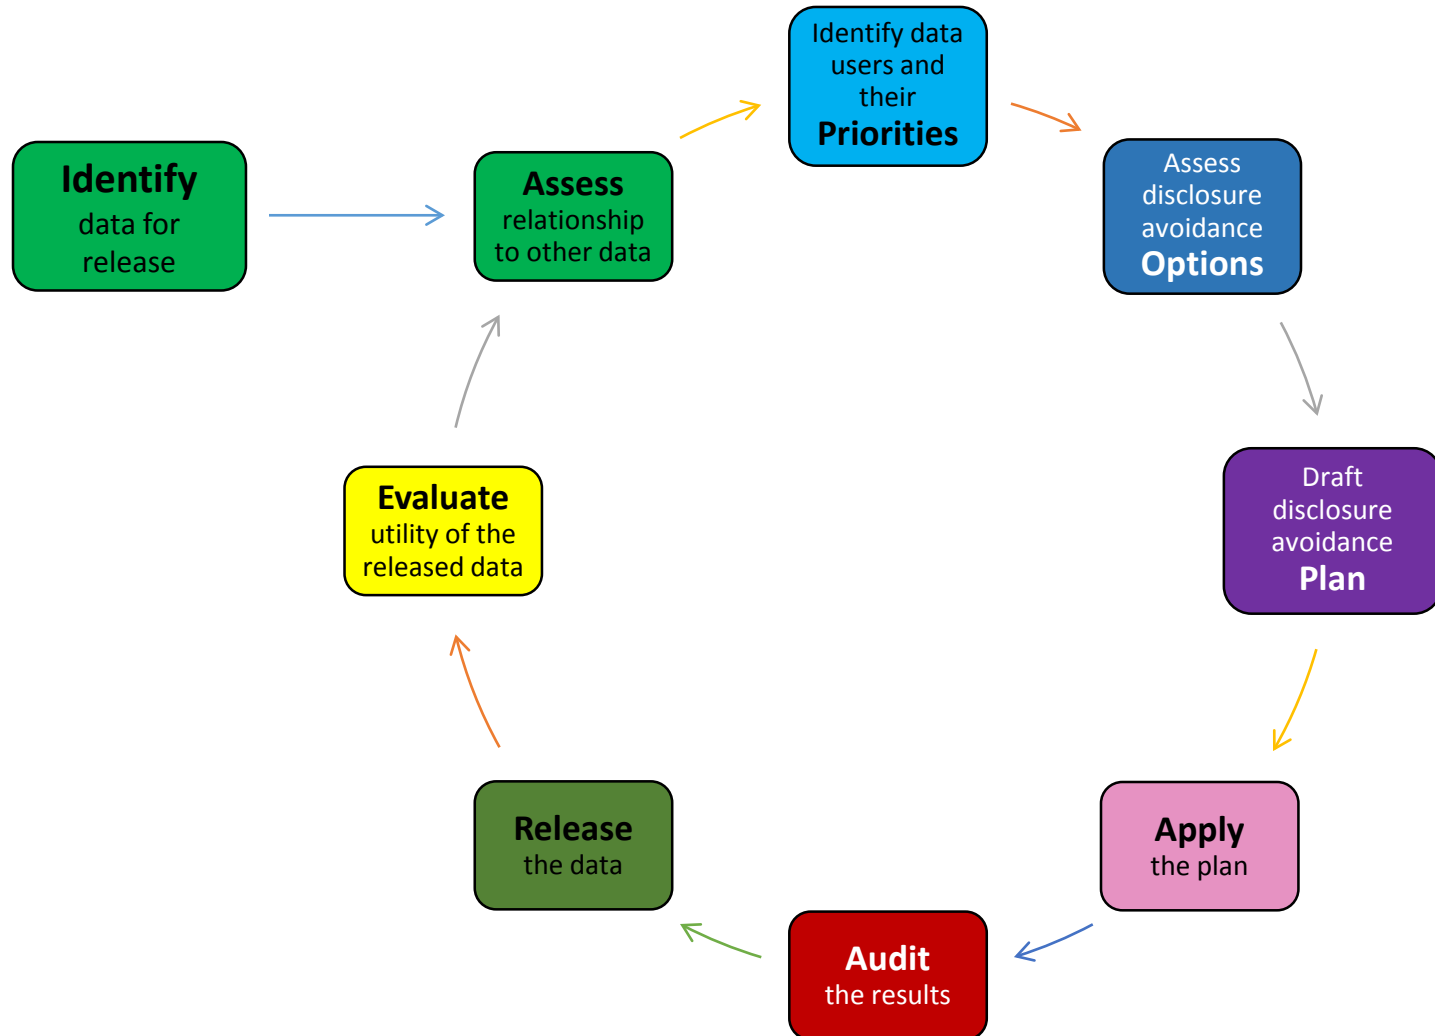 Identify
data for
release
Assess
relationship
to other data
Identify data
users and
their
Priorities
Assess
disclosure
avoidance
Options
Draft
disclosure
avoidance
Plan
Apply
the plan
Audit
the results
Release
the data
Evaluate
utility of the
released data